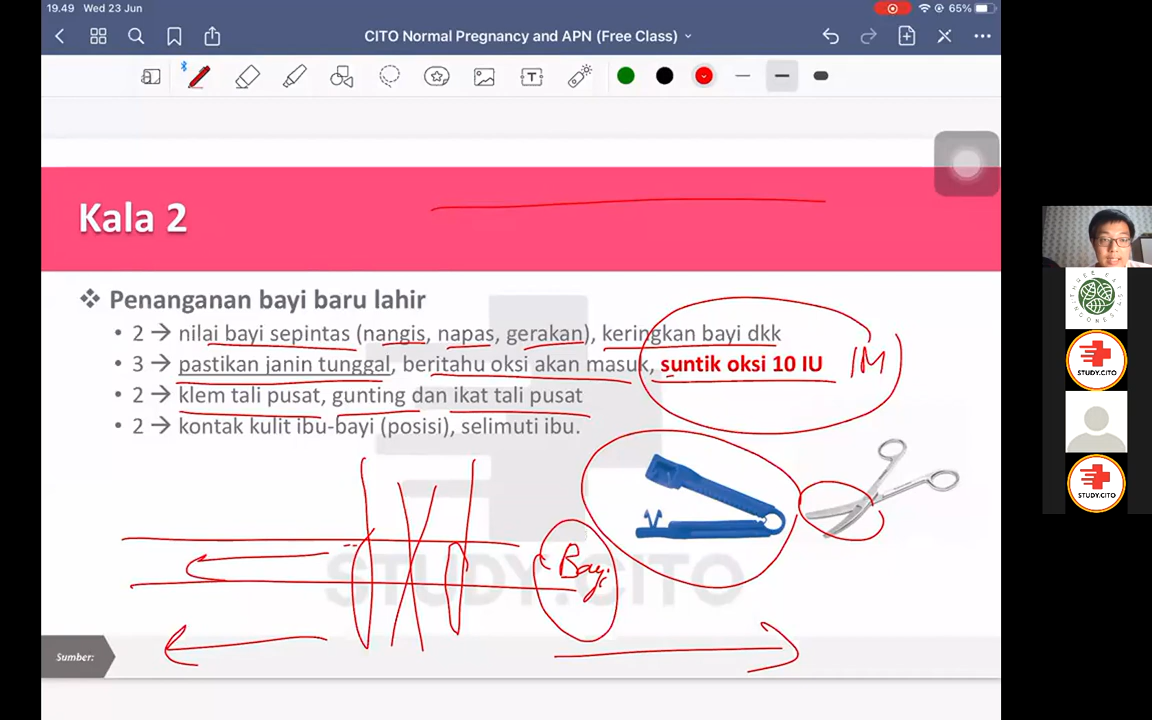 19.49 Wed 23 Jun
65%
CITO Normal Pregnancy and APN (Free Class)
Kala 2
❖ Penanganan bayi baru lahir
• 2 → nilai bayi sepintas (nangis, napas, gerakan), keringkan bayi dkk
• 3 → pastikan janin tunggal, beritahu oksi akan masuk, suntik oksi 10 IU IM
• 2 → klem tali pusat, gunting dan ikat tali pusat
• 2 → kontak kulit ibu-bayi (posisi), selimuti ibu.
Bayi
STUDY.CITO
Sumber:
STUDY.CITO
STUDY.CITO